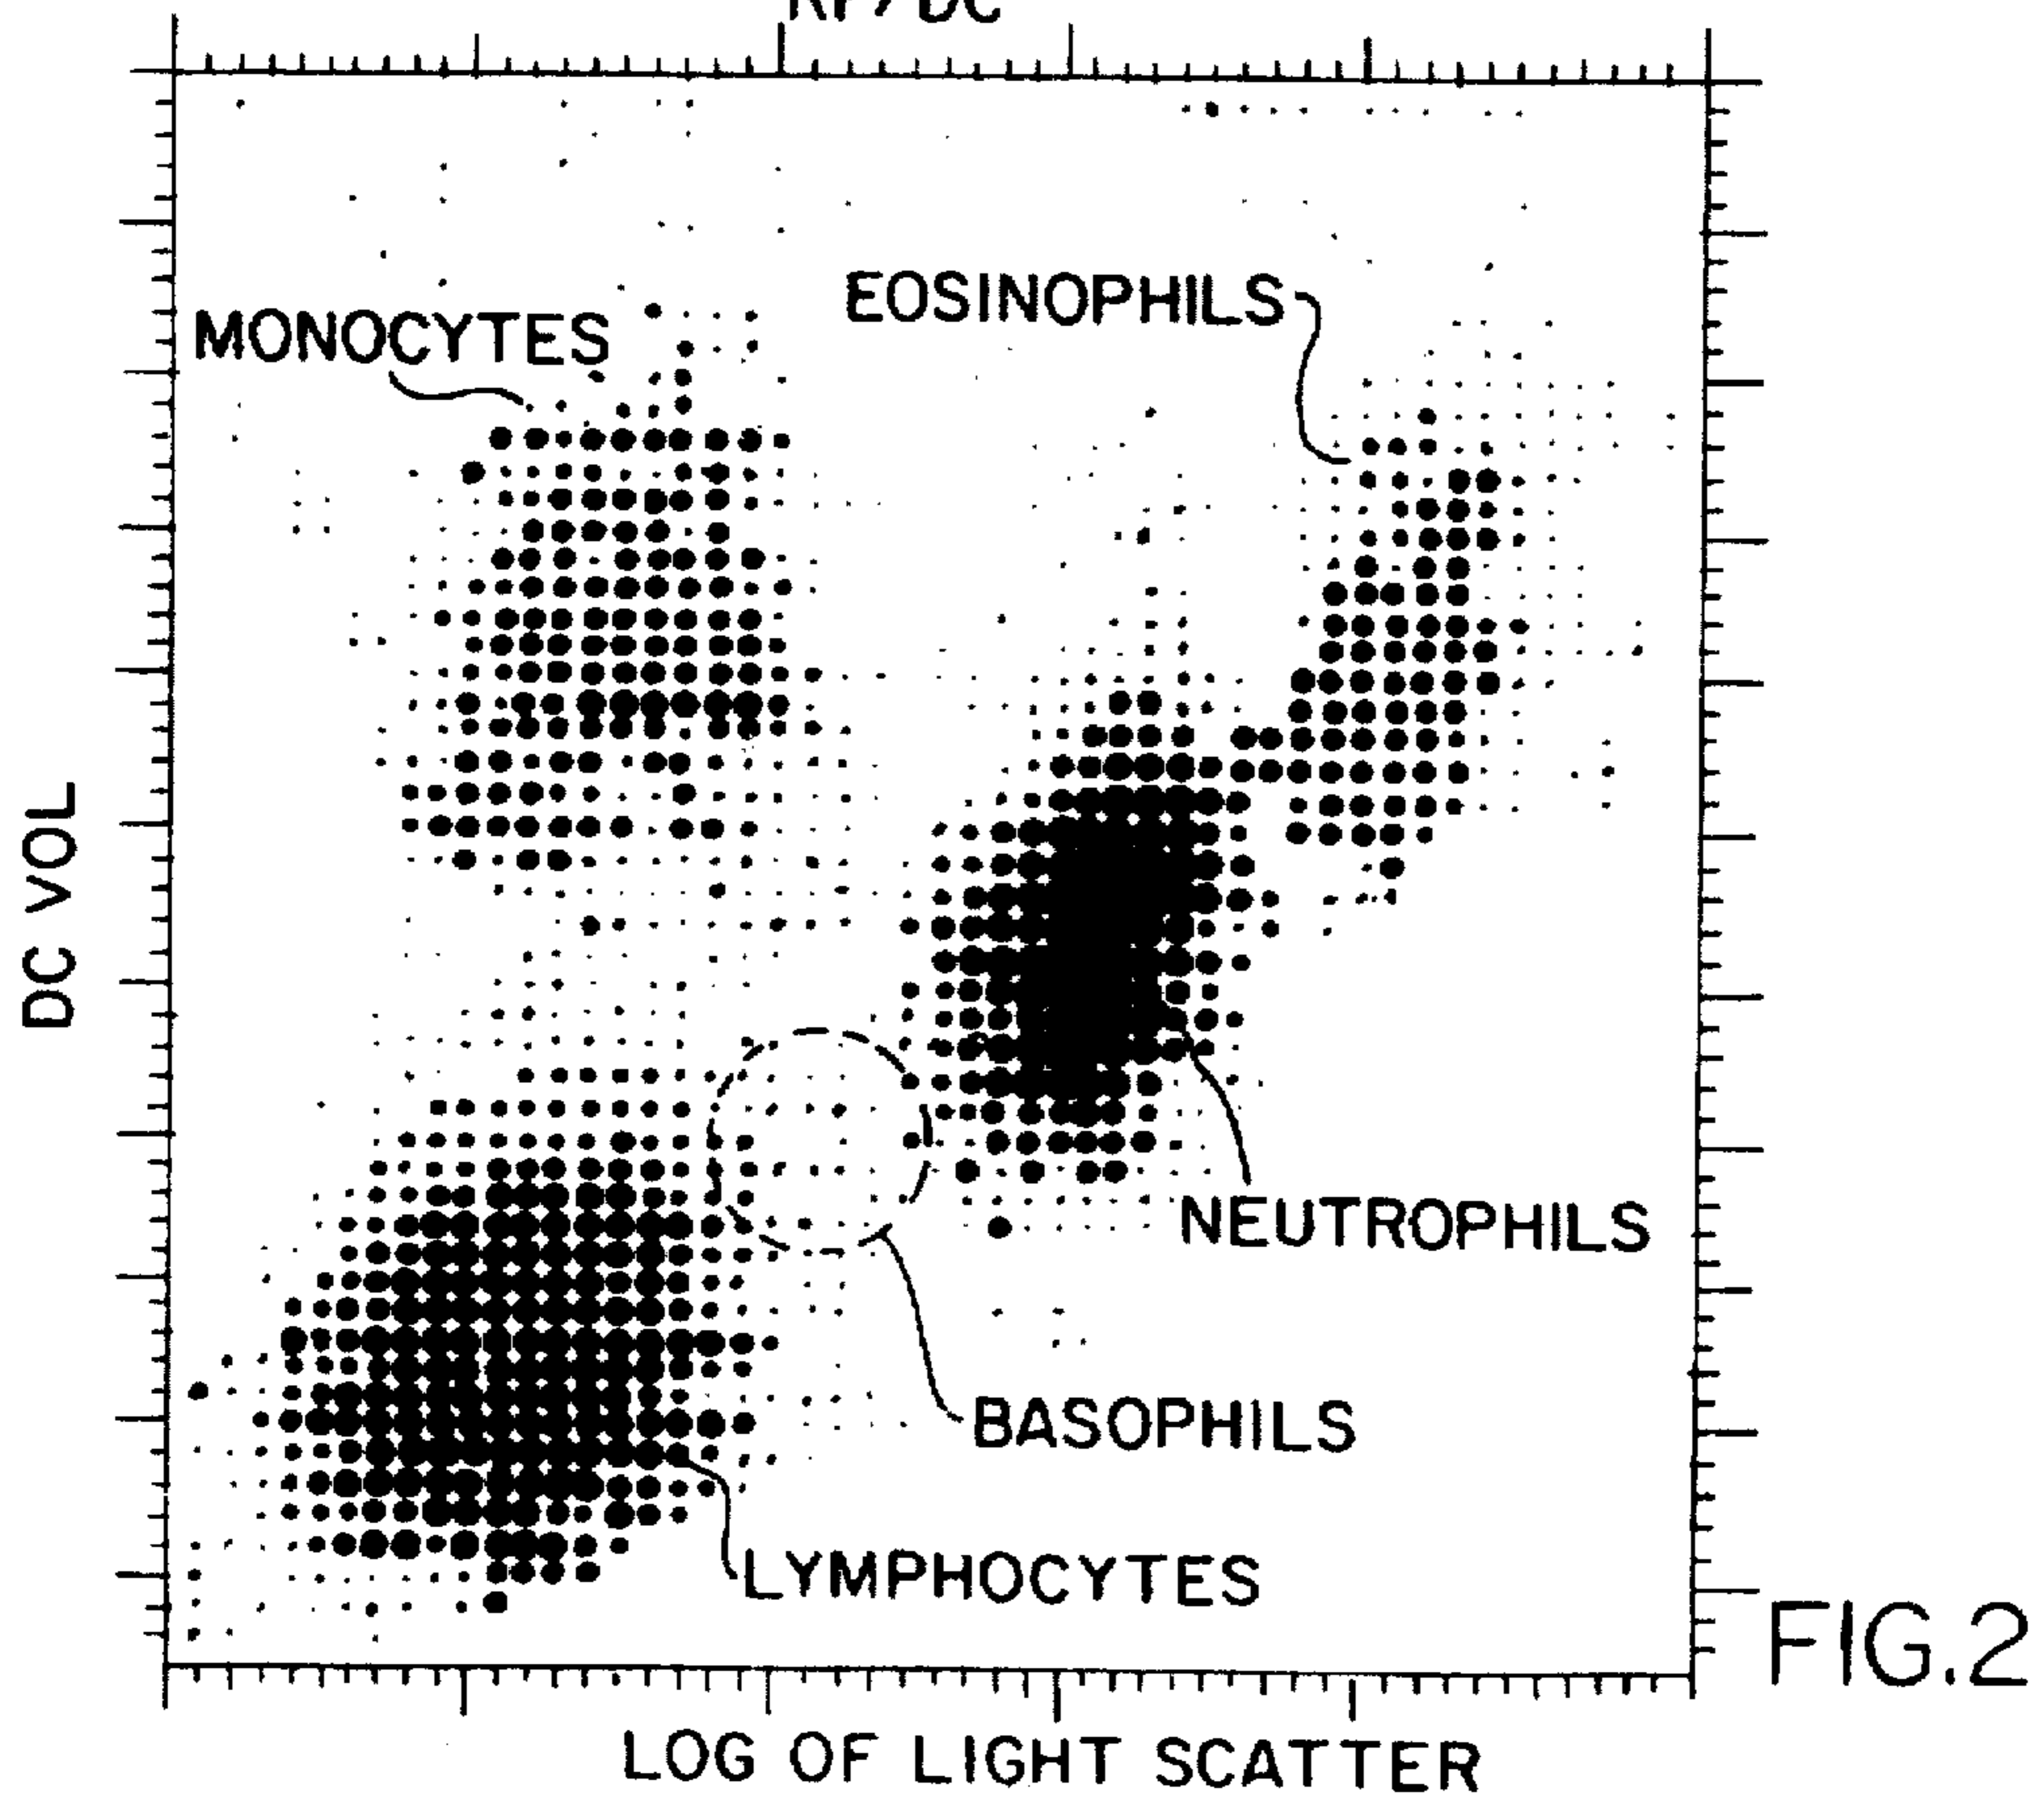 EOSINOPHILS
MONOCYTES
DC VOL
NEUTROPHILS
BASOPHILS
LYMPHOCYTES
FIG.2
LOG OF LIGHT SCATTER